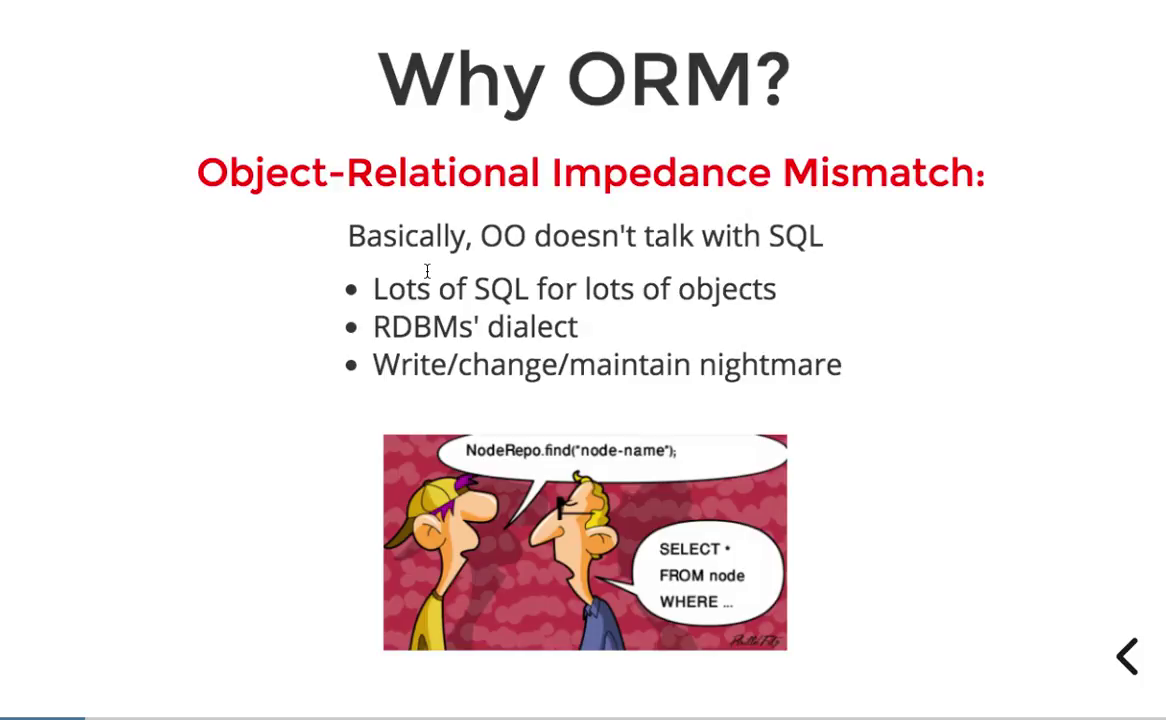 Why ORM?
Object-Relational Impedance Mismatch:
Basically, OO doesn't talk with SQL
• Lots of SQL for lots of objects
• RDBMs' dialect
• Write/change/maintain nightmare
NodeRepo.find("node-name");
SELECT *
FROM node
WHERE ...